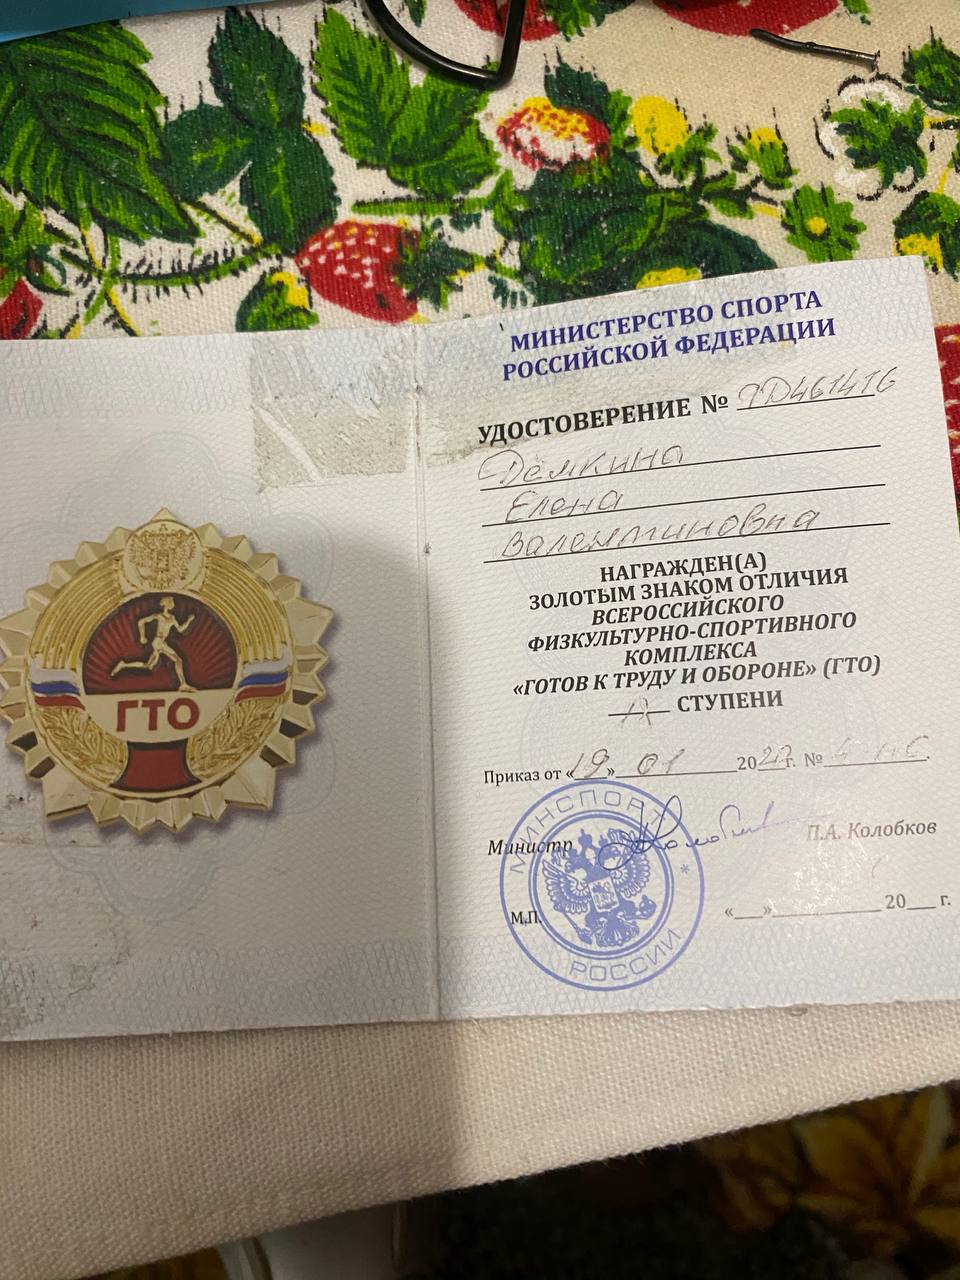 ГТО
МИНИСТЕРСТВО СПОРТА
РОССИЙСКОЙ ФЕДЕРАЦИИ
УДОСТОВЕРЕНИЕ №
Дёмкина
Елена
Валентиновна
НАГРАЖДЕН(А)
ЗОЛОТЫМ ЗНАКОМ ОТЛИЧИЯ
ВСЕРОССИЙСКОГО
ФИЗКУЛЬТУРНО-СПОРТИВНОГО
КОМПЛЕКСА
«ГОТОВ К ТРУДУ И ОБОРОНЕ» (ГТО)
СТУПЕНИ
Приказ от «19» 01 20 г. №
Министр П.А. Колобков
М.П. «___»__________ 20___ г.
МИНСПОРТ
РОССИИ